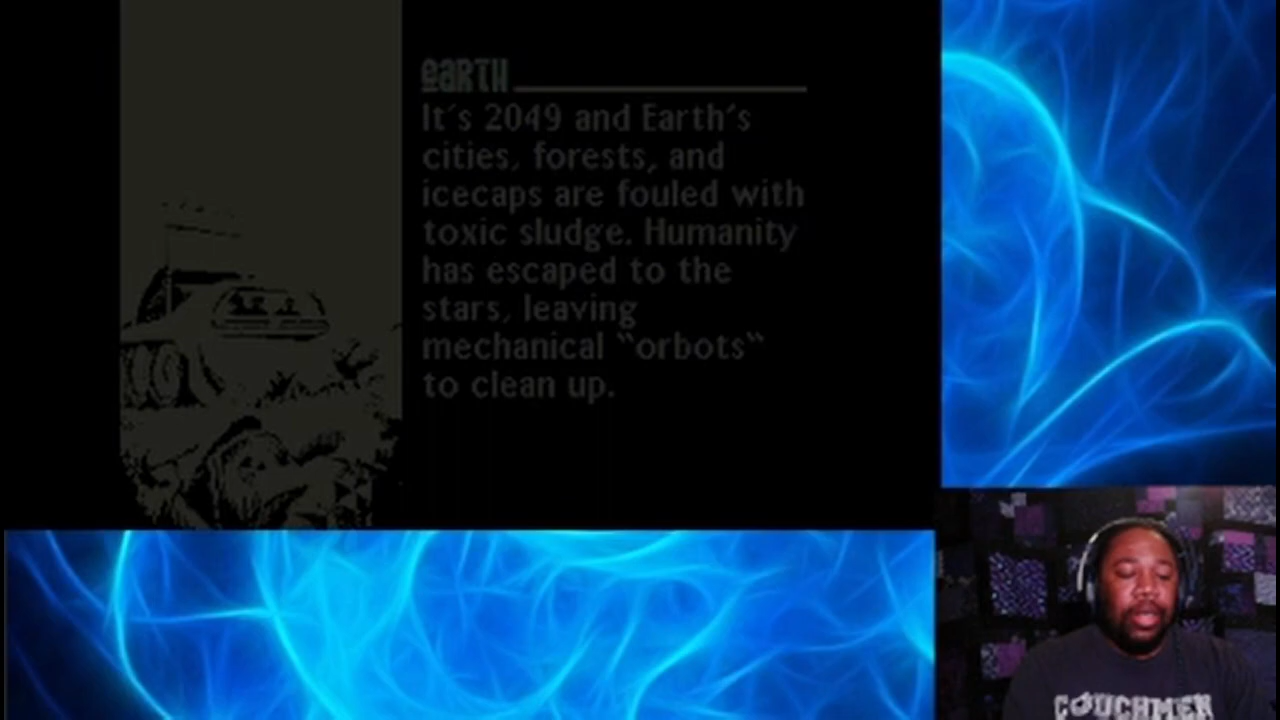 eaRTH
It's 2049 and Earth's
cities, forests, and
icecaps are fouled with
toxic sludge. Humanity
has escaped to the
stars, leaving
mechanical "orbots"
to clean up.
COUCHMER